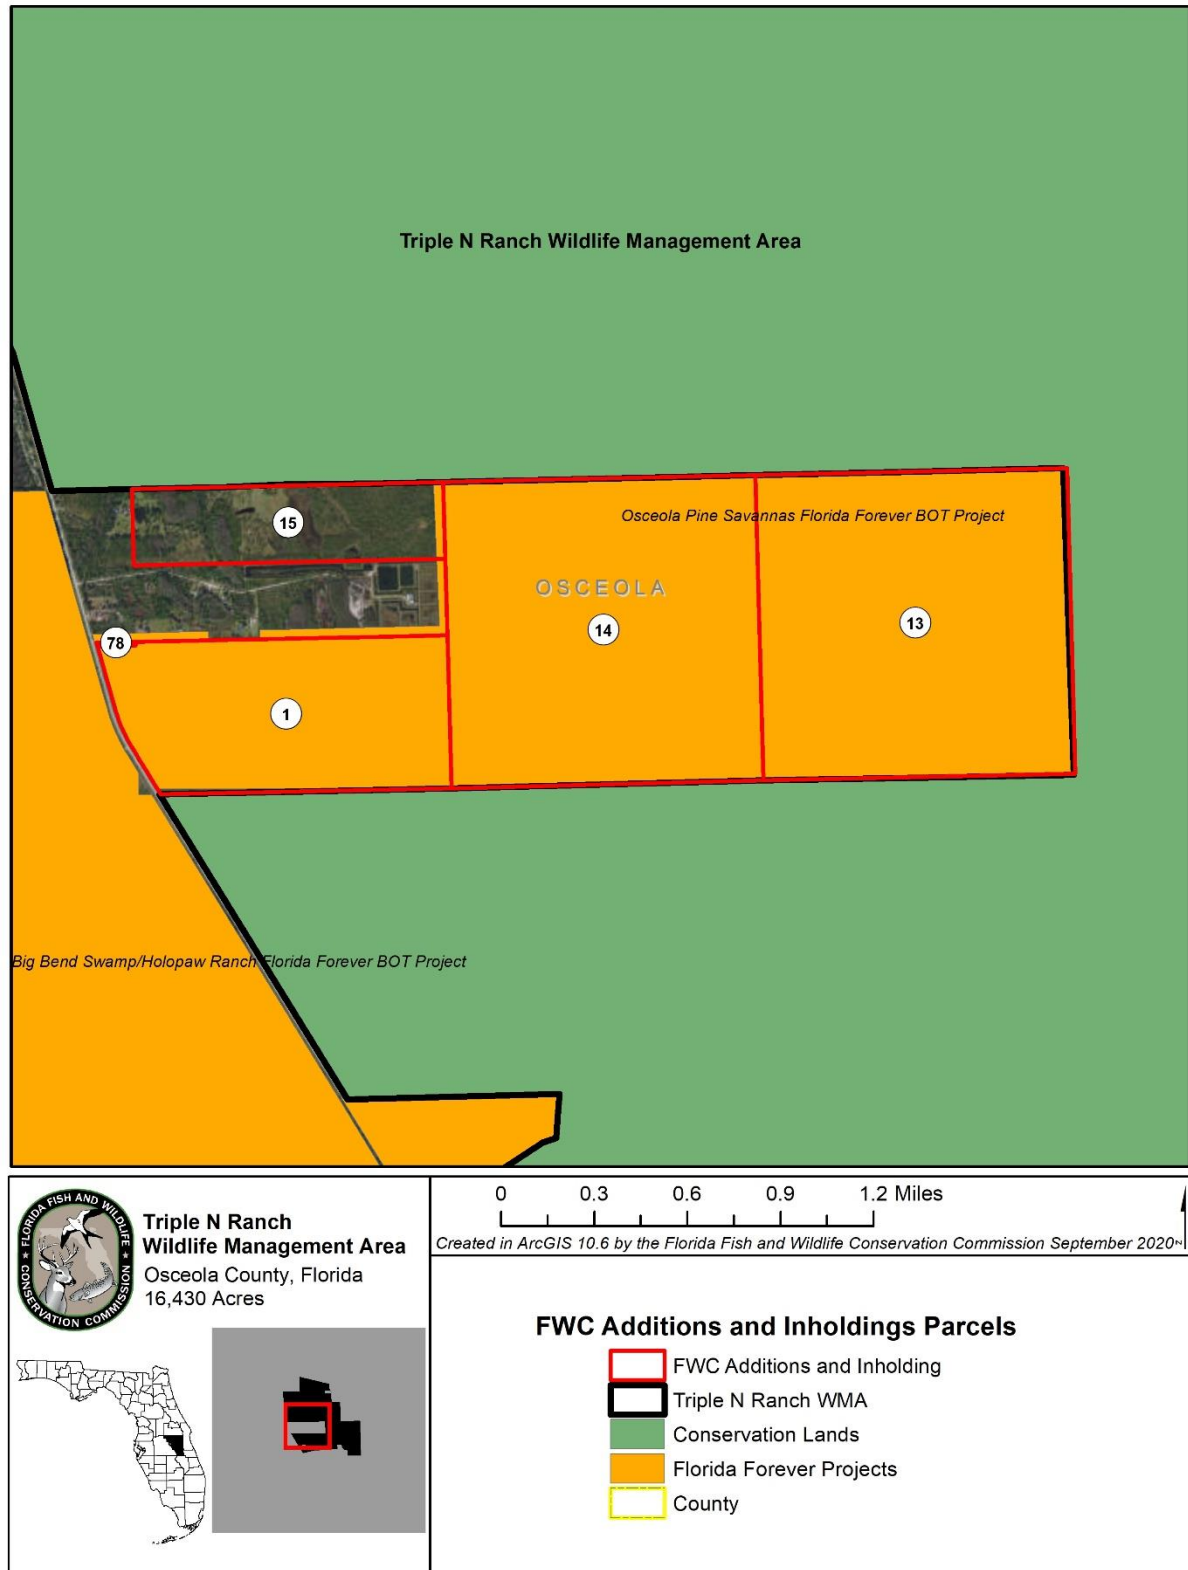 Triple N Ranch Wildlife Management Area
15
Osceola Pine Savannas Florida Forever BOT Project
OSCEOLA
14
13
78
1
Big Bend Swamp/Holopaw Ranch Florida Forever BOT Project
FLORIDA FISH AND WILDLIFE
CONSERVATION COMMISSION
Triple N Ranch
Wildlife Management Area
Osceola County, Florida
16,430 Acres
0 0.3 0.6 0.9 1.2 Miles
Created in ArcGIS 10.6 by the Florida Fish and Wildlife Conservation Commission September 2020
N
FWC Additions and Inholdings Parcels
FWC Additions and Inholding
Triple N Ranch WMA
Conservation Lands
Florida Forever Projects
County